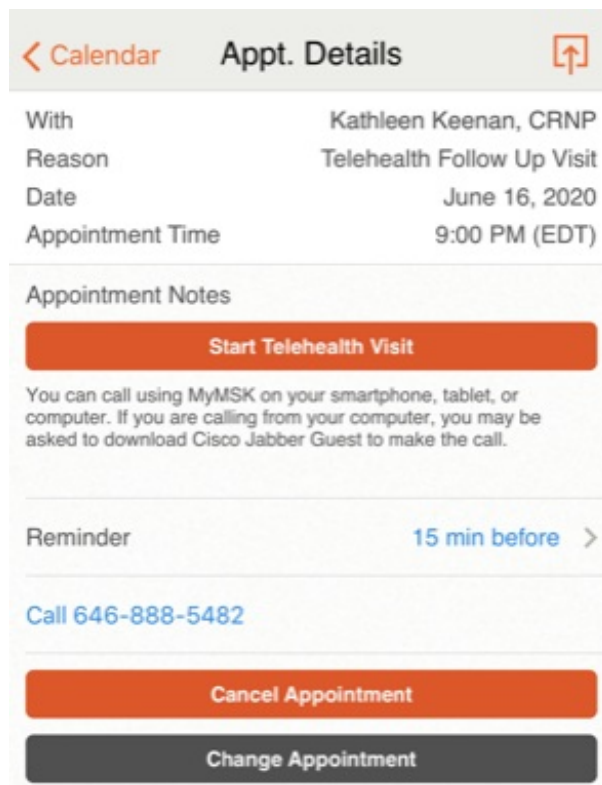 Calendar Appt. Details
With Kathleen Keenan, CRNP
Reason Telehealth Follow Up Visit
Date June 16, 2020
Appointment Time 9:00 PM (EDT)
Appointment Notes
Start Telehealth Visit
You can call using MyMSK on your smartphone, tablet, or
computer. If you are calling from your computer, you may be
asked to download Cisco Jabber Guest to make the call.
Reminder 15 min before
Call 646-888-5482
Cancel Appointment
Change Appointment